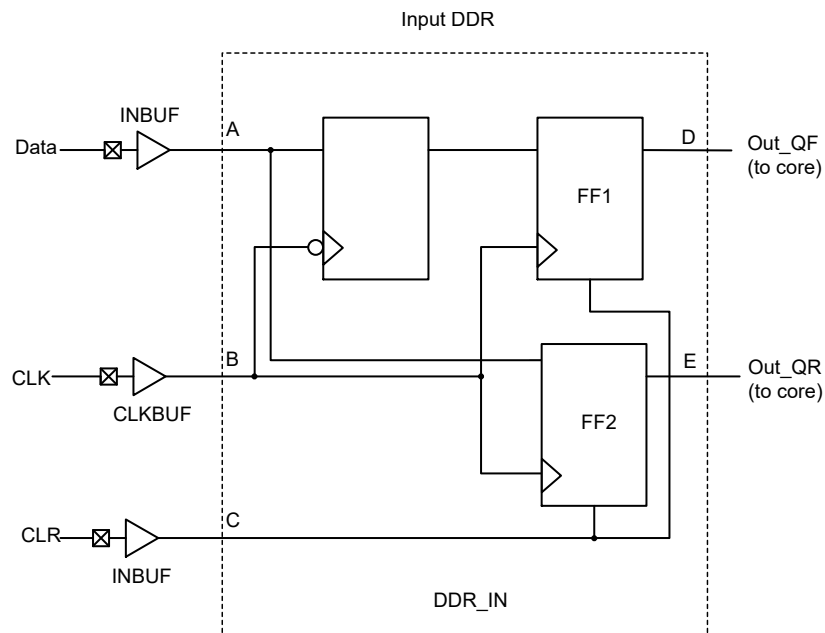 Input DDR
INBUF
A
Data
D
Out_QF
(to core)
FF1
B
E
Out_QR
(to core)
CLK
CLKBUF
FF2
C
CLR
INBUF
DDR_IN